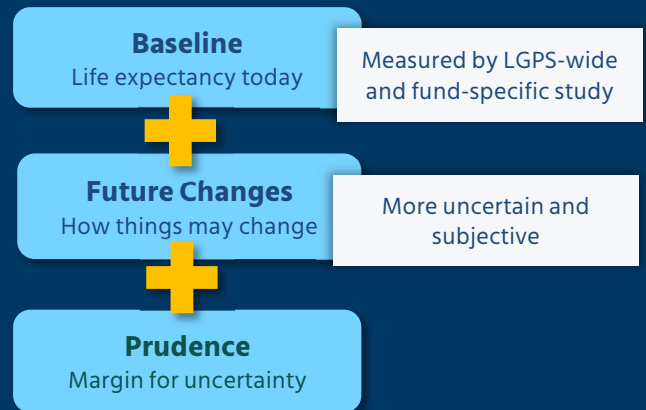 Baseline
Life expectancy today
Measured by LGPS-wide
and fund-specific study
Future Changes
How things may change
More uncertain and
subjective
Prudence
Margin for uncertainty